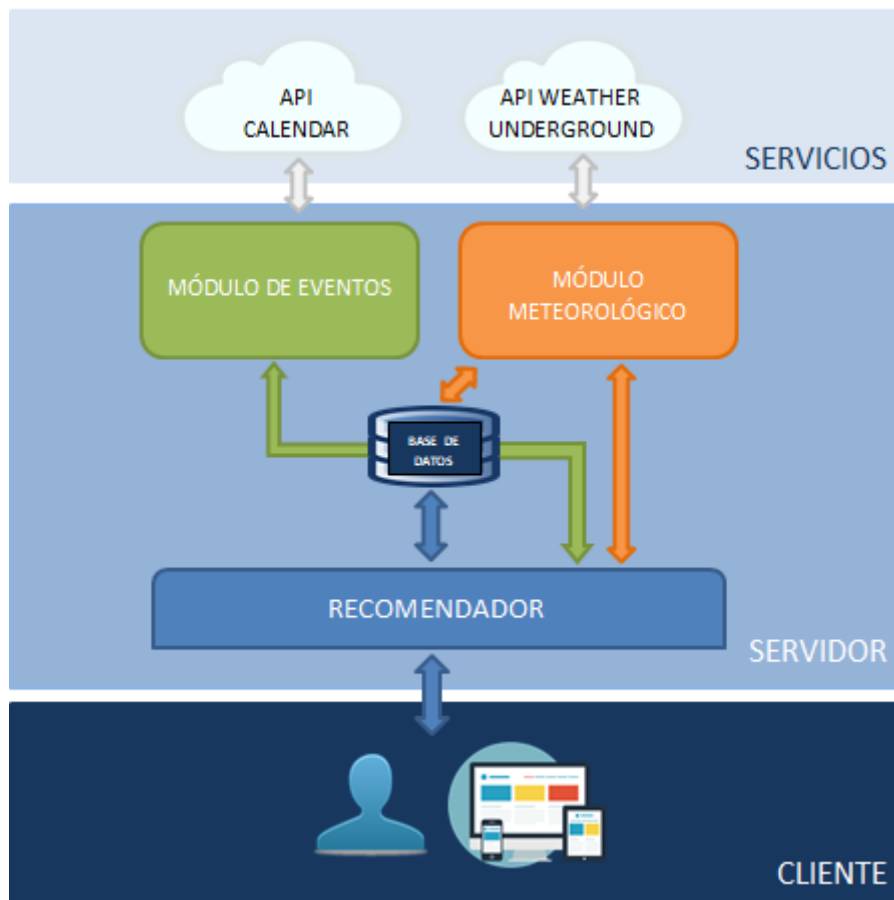 API
CALENDAR
API WEATHER
UNDERGROUND
SERVICIOS
MÓDULO DE EVENTOS
MÓDULO
METEOROLÓGICO
BASE DE
DATOS
RECOMENDADOR
SERVIDOR
CLIENTE